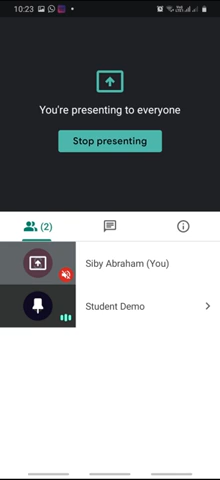 10:23
You're presenting to everyone
Stop presenting
(2)
Siby Abraham (You)
Student Demo